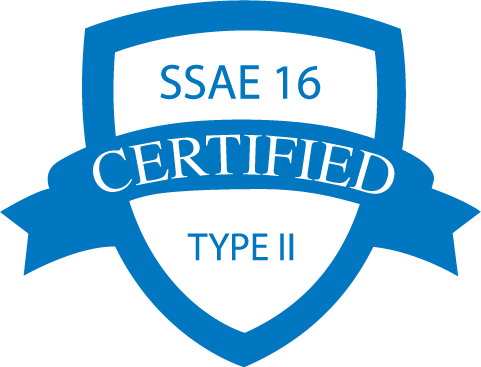 SSAE 16
CERTIFIED
TYPE II